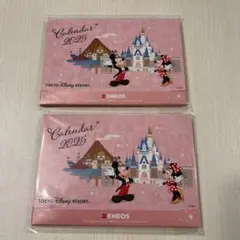 Calendar
2025
TOKYO Disney RESORT
ENEOS
Calendar
2025
TOKYO Disney RESORT
ENEOS